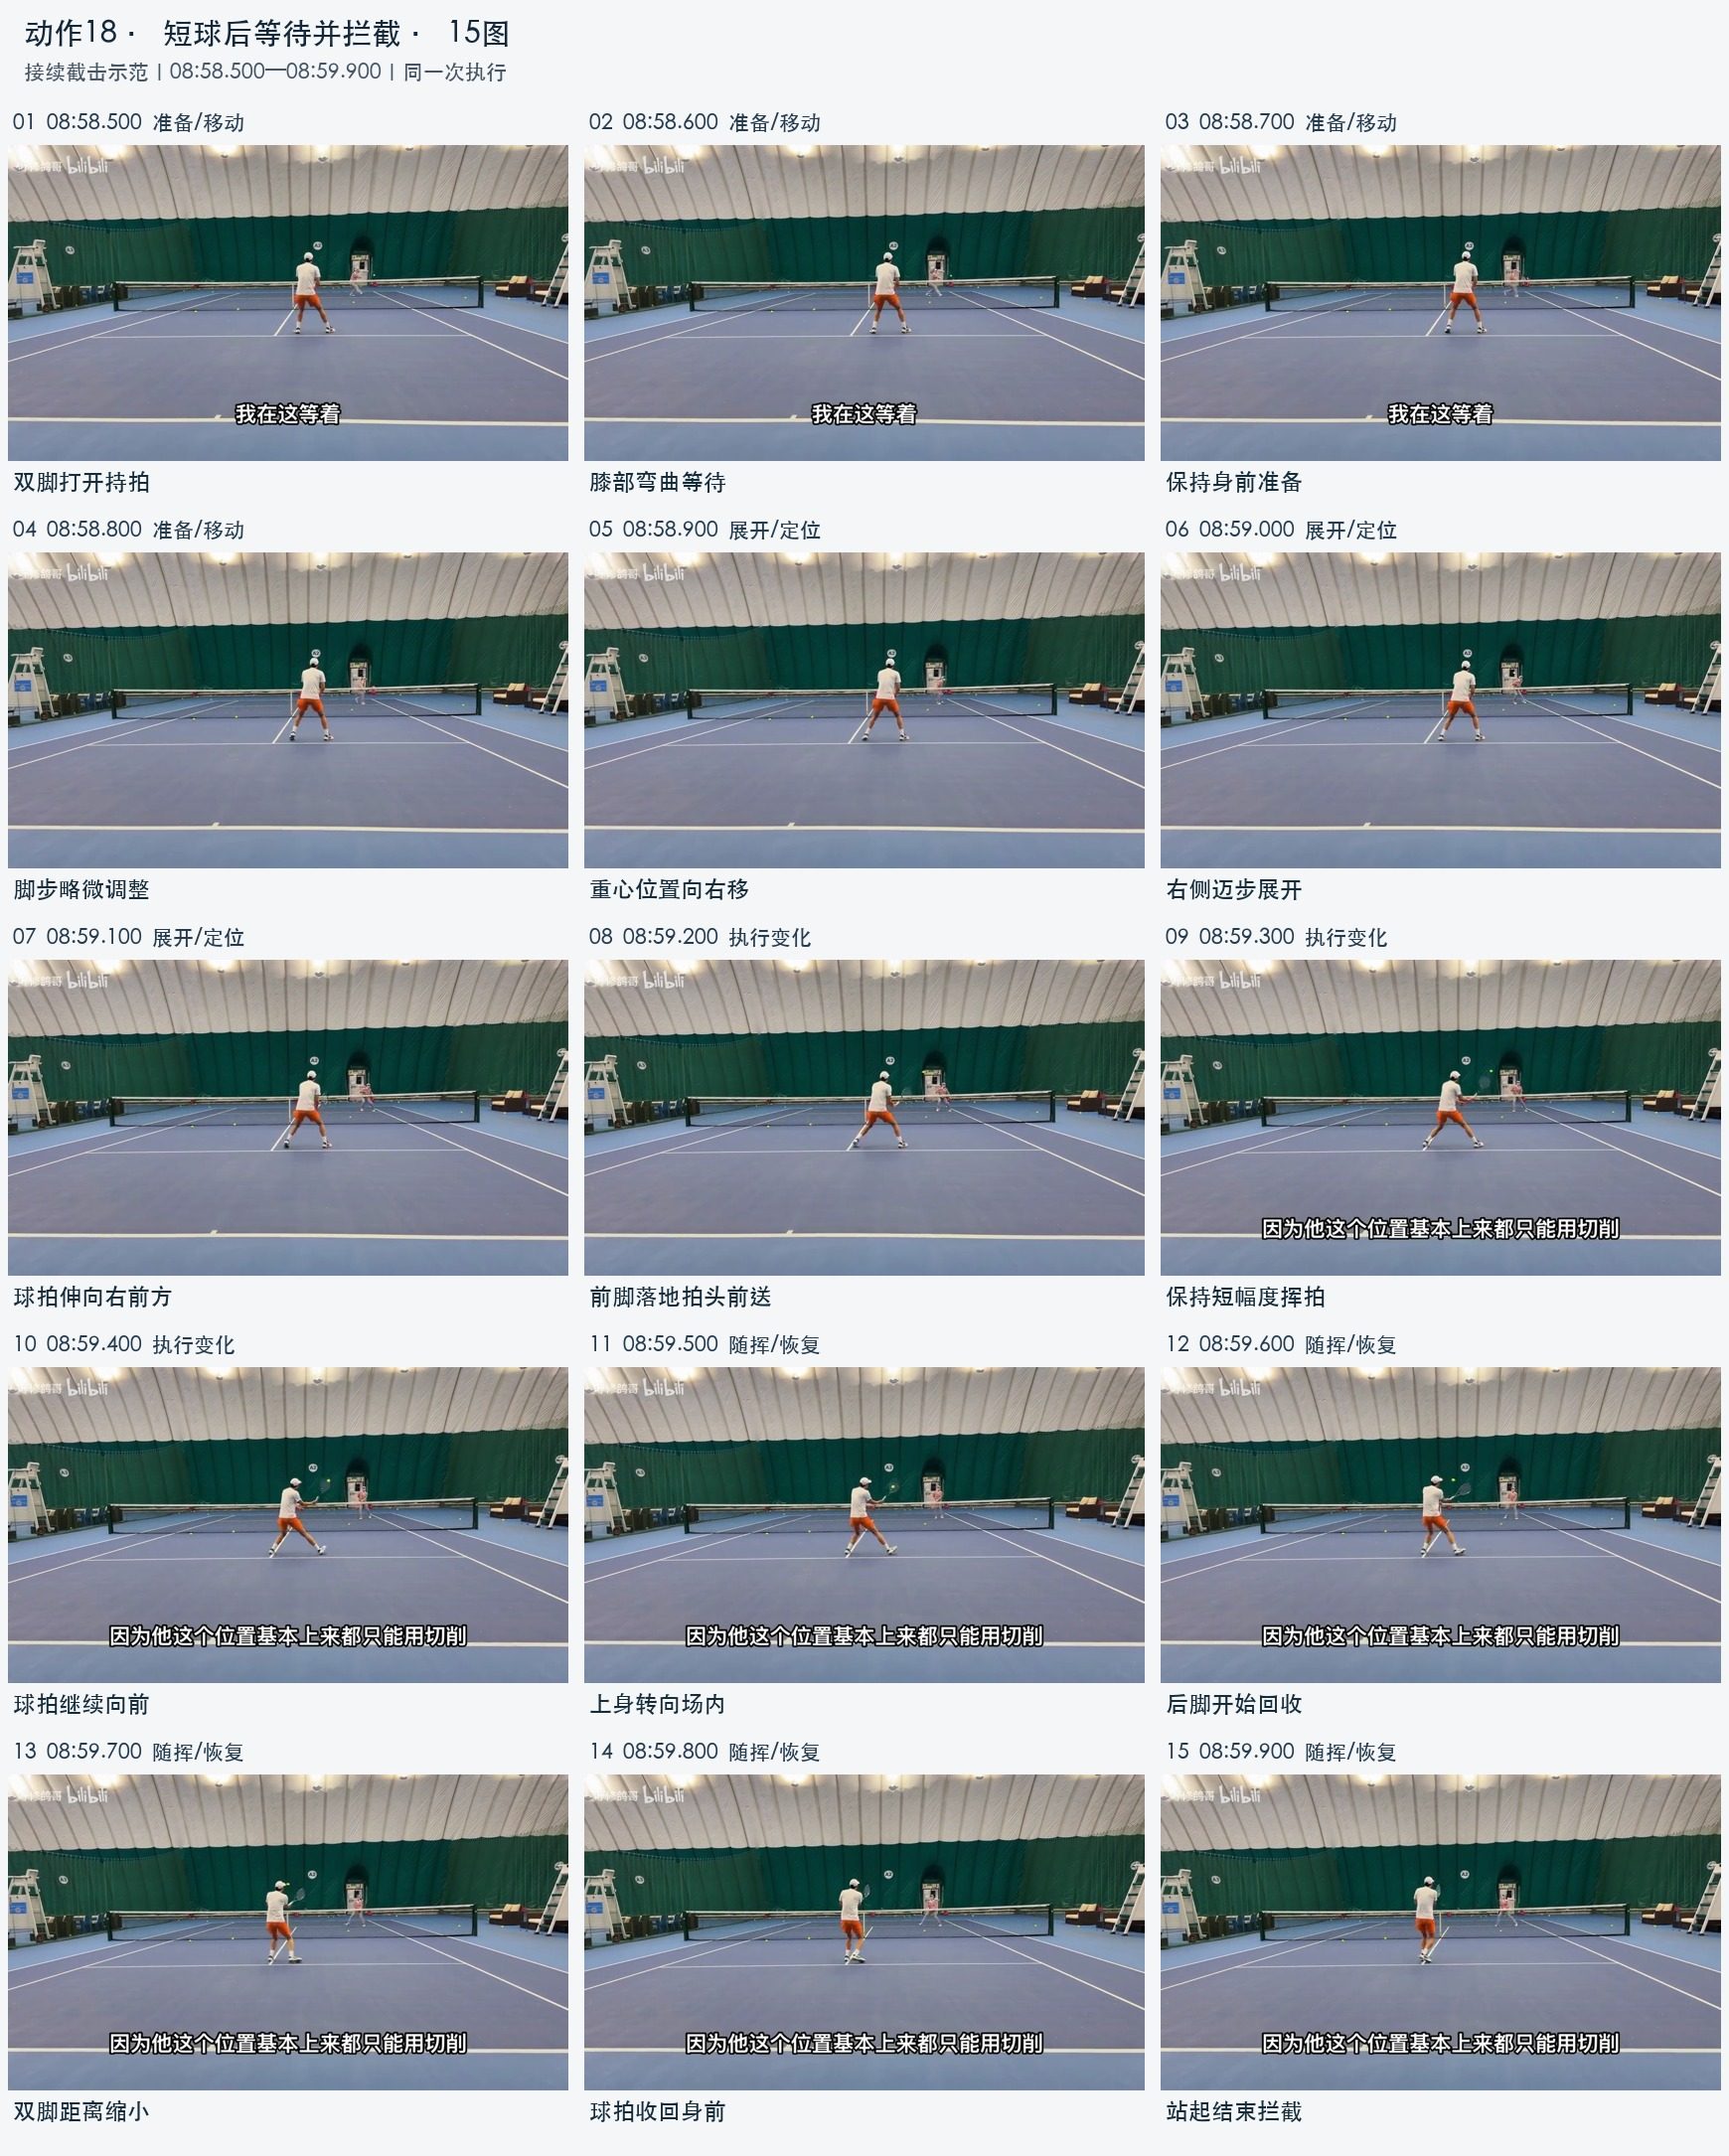 动作18 · 短球后等待并拦截 · 15图
接续截击示范 | 08:58.500—08:59.900 | 同一次执行
01 08:58.500 准备/移动
bilibili
我在这等着
双脚打开持拍
02 08:58.600 准备/移动
bilibili
我在这等着
膝部弯曲等待
03 08:58.700 准备/移动
bilibili
我在这等着
保持身前准备
04 08:58.800 准备/移动
bilibili
脚步略微调整
05 08:58.900 展开/定位
bilibili
重心位置向右移
06 08:59.000 展开/定位
bilibili
右侧迈步展开
07 08:59.100 展开/定位
bilibili
球拍伸向右前方
08 08:59.200 执行变化
bilibili
前脚落地拍头前送
09 08:59.300 执行变化
bilibili
因为他这个位置基本上来都只能用切削
保持短幅度挥拍
10 08:59.400 执行变化
bilibili
因为他这个位置基本上来都只能用切削
球拍继续向前
11 08:59.500 随挥/恢复
bilibili
因为他这个位置基本上来都只能用切削
上身转向场内
12 08:59.600 随挥/恢复
bilibili
因为他这个位置基本上来都只能用切削
后脚开始回收
13 08:59.700 随挥/恢复
bilibili
因为他这个位置基本上来都只能用切削
双脚距离缩小
14 08:59.800 随挥/恢复
bilibili
因为他这个位置基本上来都只能用切削
球拍收回身前
15 08:59.900 随挥/恢复
bilibili
因为他这个位置基本上来都只能用切削
站起结束拦截